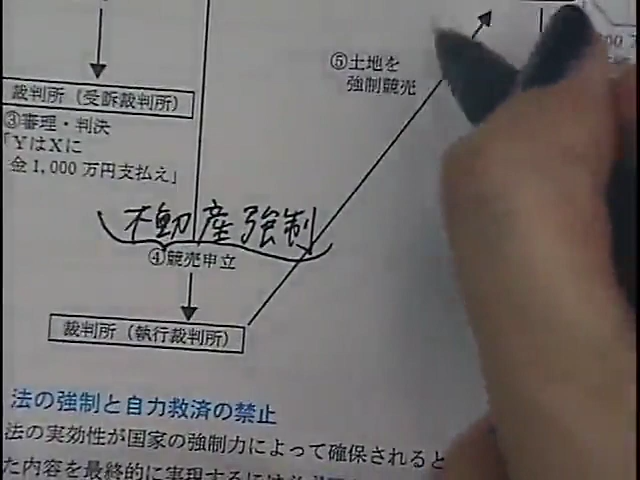 ⑤土地を
強制競売
裁判所（受訴裁判所）
③審理・判決
「YはXに
金1,000万円支払え」
不動産強制
④競売申立
裁判所（執行裁判所）
法の強制と自力救済の禁止
法の実効性が国家の強制力によって確保されると
た内容を最終的に実現するには